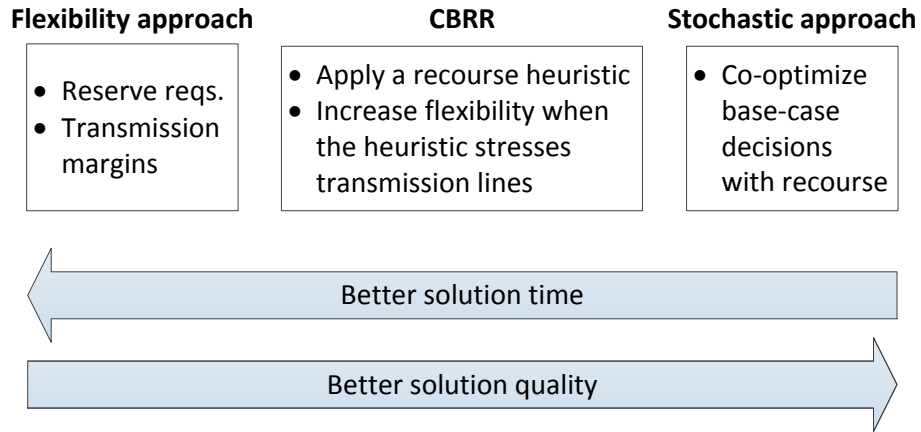 Flexibility approach
CBRR
Stochastic approach
• Reserve reqs.
• Transmission
margins
• Apply a recourse heuristic
• Increase flexibility when
the heuristic stresses
transmission lines
• Co-optimize
base-case
decisions
with recourse
Better solution time
Better solution quality